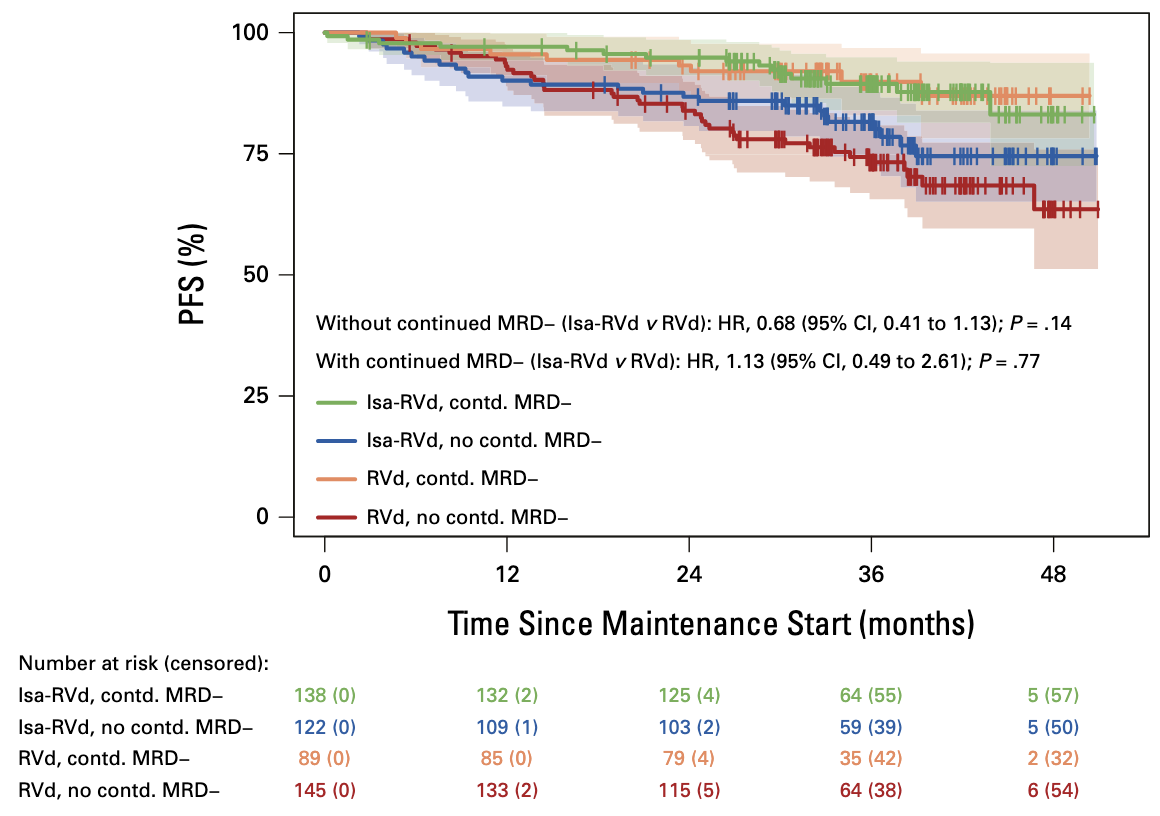 100
75
50
25
0
PFS (%)
Without continued MRD– (Isa-RVd v RVd): HR, 0.68 (95% CI, 0.41 to 1.13); P = .14
With continued MRD– (Isa-RVd v RVd): HR, 1.13 (95% CI, 0.49 to 2.61); P = .77
Isa-RVd, contd. MRD–
Isa-RVd, no contd. MRD–
RVd, contd. MRD–
RVd, no contd. MRD–
0 12 24 36 48
Time Since Maintenance Start (months)
Number at risk (censored):
Isa-RVd, contd. MRD– 138 (0) 132 (2) 125 (4) 64 (55) 5 (57)
Isa-RVd, no contd. MRD– 122 (0) 109 (1) 103 (2) 59 (39) 5 (50)
RVd, contd. MRD– 89 (0) 85 (0) 79 (4) 35 (42) 2 (32)
RVd, no contd. MRD– 145 (0) 133 (2) 115 (5) 64 (38) 6 (54)